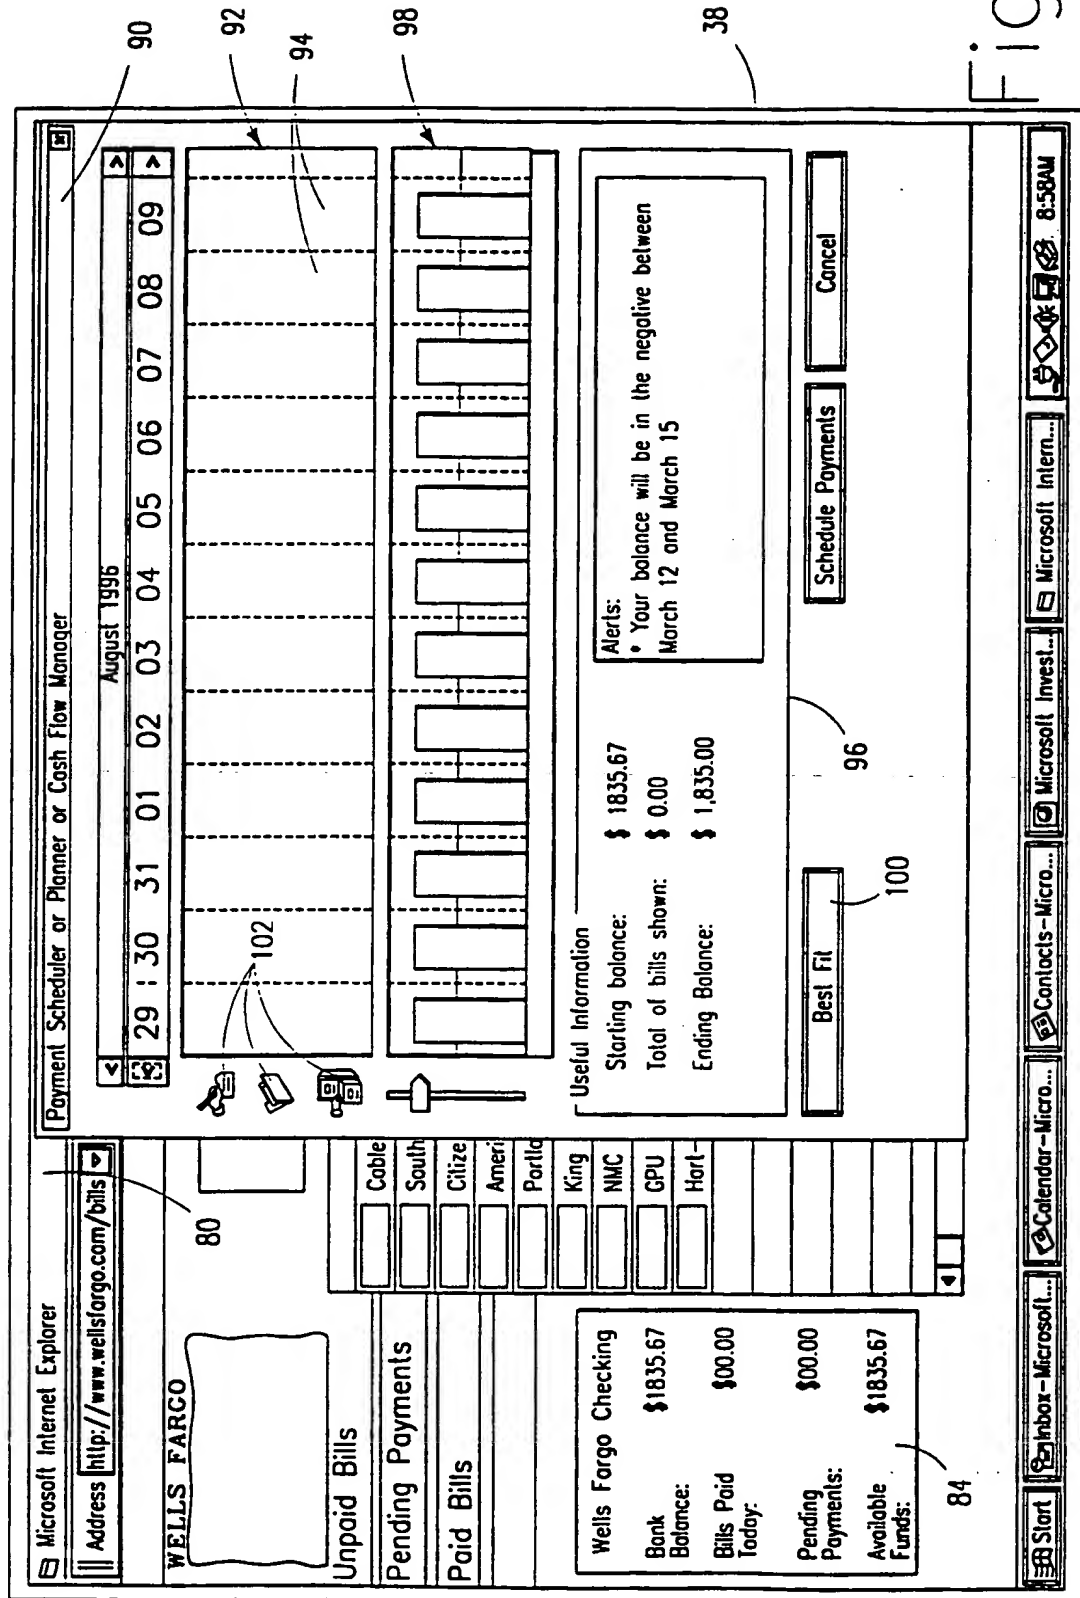 Microsoft Internet Explorer
Address http://www.wellsfargo.com/bills
WELLS FARGO
Unpaid Bills
Pending Payments
Paid Bills
Cable
South
Citize
Ameri
Portla
King
NMC
GPU
Hart-
Wells Fargo Checking
Bank Balance: $1835.67
Bills Paid Today: $00.00
Pending Payments: $00.00
Available Funds: $1835.67
84
80
Payment Scheduler or Planner or Cash Flow Manager
August 1996
29 30 31 01 02 03 04 05 06 07 08 09
102
Useful Information
Starting balance: $ 1835.67
Total of bills shown: $ 0.00
Ending Balance: $ 1,835.00
Alerts:
* Your balance will be in the negative between
March 12 and March 15
96
Best Fit
100
Schedule Payments
Cancel
90
92
94
98
38
Start
Inbox-Microsoft...
Calendar-Micro...
Contacts-Micro...
Microsoft Invest...
Microsoft Intern...
8:58AM
Fig